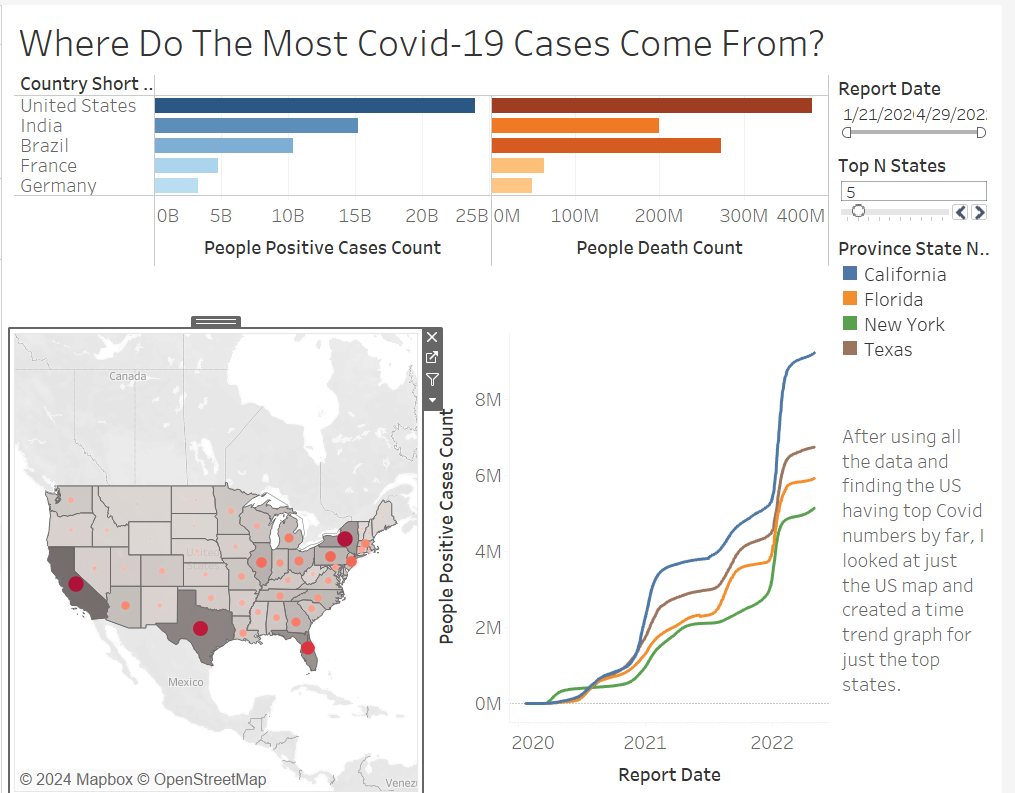 Where Do The Most Covid-19 Cases Come From?
Country Short ..
United States
India
Brazil
France
Germany
0B 5B 10B 15B 20B 25B
People Positive Cases Count
0M 100M 200M 300M 400M
People Death Count
Report Date
1/21/202 4/29/202
Top N States
5
Province State N..
California
Florida
New York
Texas
Canada
United
States
Mexico
Venez
© 2024 Mapbox © OpenStreetMap
People Positive Cases Count
8M
6M
4M
2M
0M
2020 2021 2022
Report Date
After using all
the data and
finding the US
having top Covid
numbers by far, I
looked at just
the US map and
created a time
trend graph for
just the top
states.